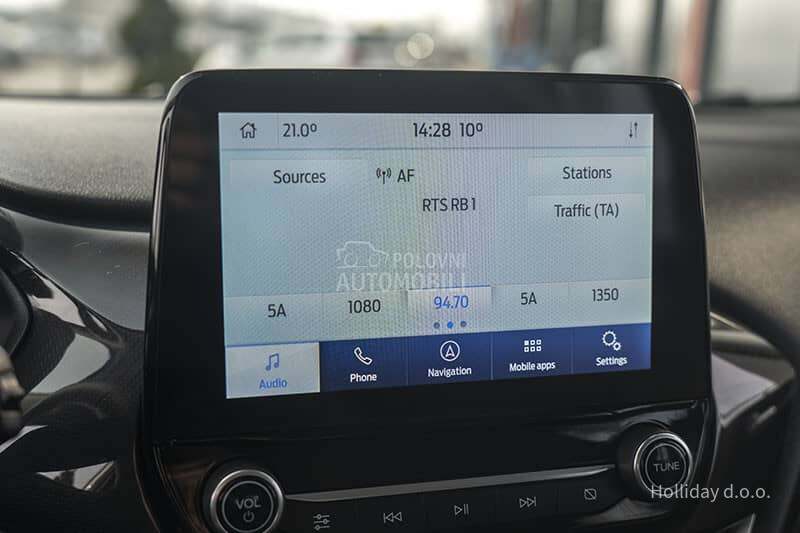 21.0° 14:28 10°
Sources AF Stations
RTS RB 1 Traffic (TA)
POLOVNI
AUTOMOBILI
5A 1080 94.70 5A 1350
Audio Phone Navigation Mobile apps Settings
VOL TUNE
Holliday d.o.o.